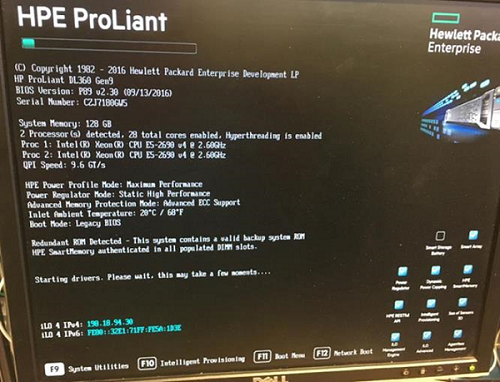 HPE ProLiant
Hewlett Packa
Enterprise
(C) Copyright 1982 - 2016 Hewlett Packard Enterprise Development LP
HP ProLiant DL360 Gen9
BIOS Version: P89 v2.30 (09/13/2016)
Serial Number: CZJ71806W5
System Memory: 128 GB
2 Processor(s) detected, 28 total cores enabled, Hyperthreading is enabled
Proc 1: Intel(R) Xeon(R) CPU E5-2690 v4 @ 2.60GHz
Proc 2: Intel(R) Xeon(R) CPU E5-2690 v4 @ 2.60GHz
QPI Speed: 9.6 GT/s
HPE Power Profile Mode: Maximum Performance
Power Regulator Mode: Static High Performance
Advanced Memory Protection Mode: Advanced ECC Support
Inlet Ambient Temperature: 20°C / 68°F
Boot Mode: Legacy BIOS
Redundant ROM Detected - This system contains a valid backup system ROM
HPE SmartMemory authenticated in all populated DIMM slots.
Starting drivers. Please wait, this may take a few moments....
Smart Storage Battery
Smart Array
Power Regulator
Dynamic Power Capping
HPE SmartMemory
HPE RESTful API
Intelligent Provisioning
Sea of Sensors 3D
iLO Management Engine
iLO Advanced
Agentless Management
iLO 4 IPv4: 190.10.94.30
iLO 4 IPv6: FE80::32E1:71FF:FE50:1D3E
F9 System Utilities
F10 Intelligent Provisioning
F11 Boot Menu
F12 Network Boot
DELL